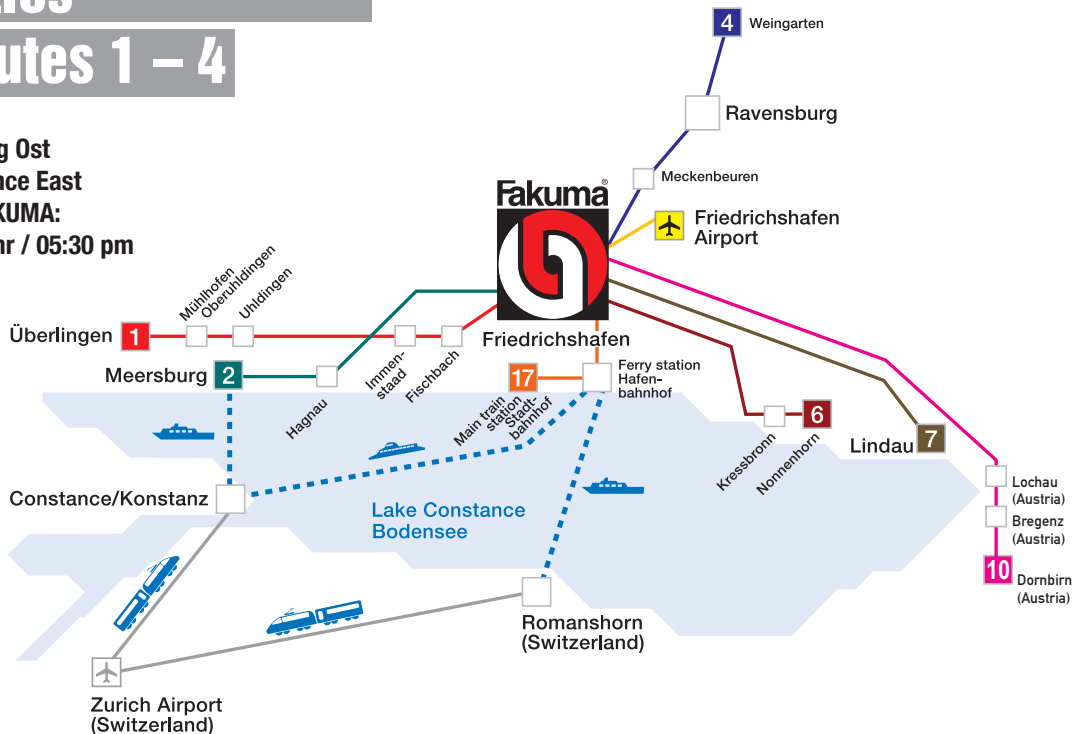 utes 1 – 4
g Ost
nce East
KUMA:
hr / 05:30 pm
4 Weingarten
Ravensburg
Meckenbeuren
Fakuma®
Friedrichshafen
Airport
Friedrichshafen
Mühlhofen
Oberuhldingen
Uhldingen
Überlingen 1
Immen-
staad
Fischbach
Meersburg 2
Hagnau
17
Main train
station
Stadt-
bahnhof
Ferry station
Hafen-
bahnhof
6
Kressbronn
Nonnenhorn
Lindau 7
Lochau
(Austria)
Bregenz
(Austria)
10 Dornbirn
(Austria)
Constance/Konstanz
Lake Constance
Bodensee
Romanshorn
(Switzerland)
Zurich Airport
(Switzerland)